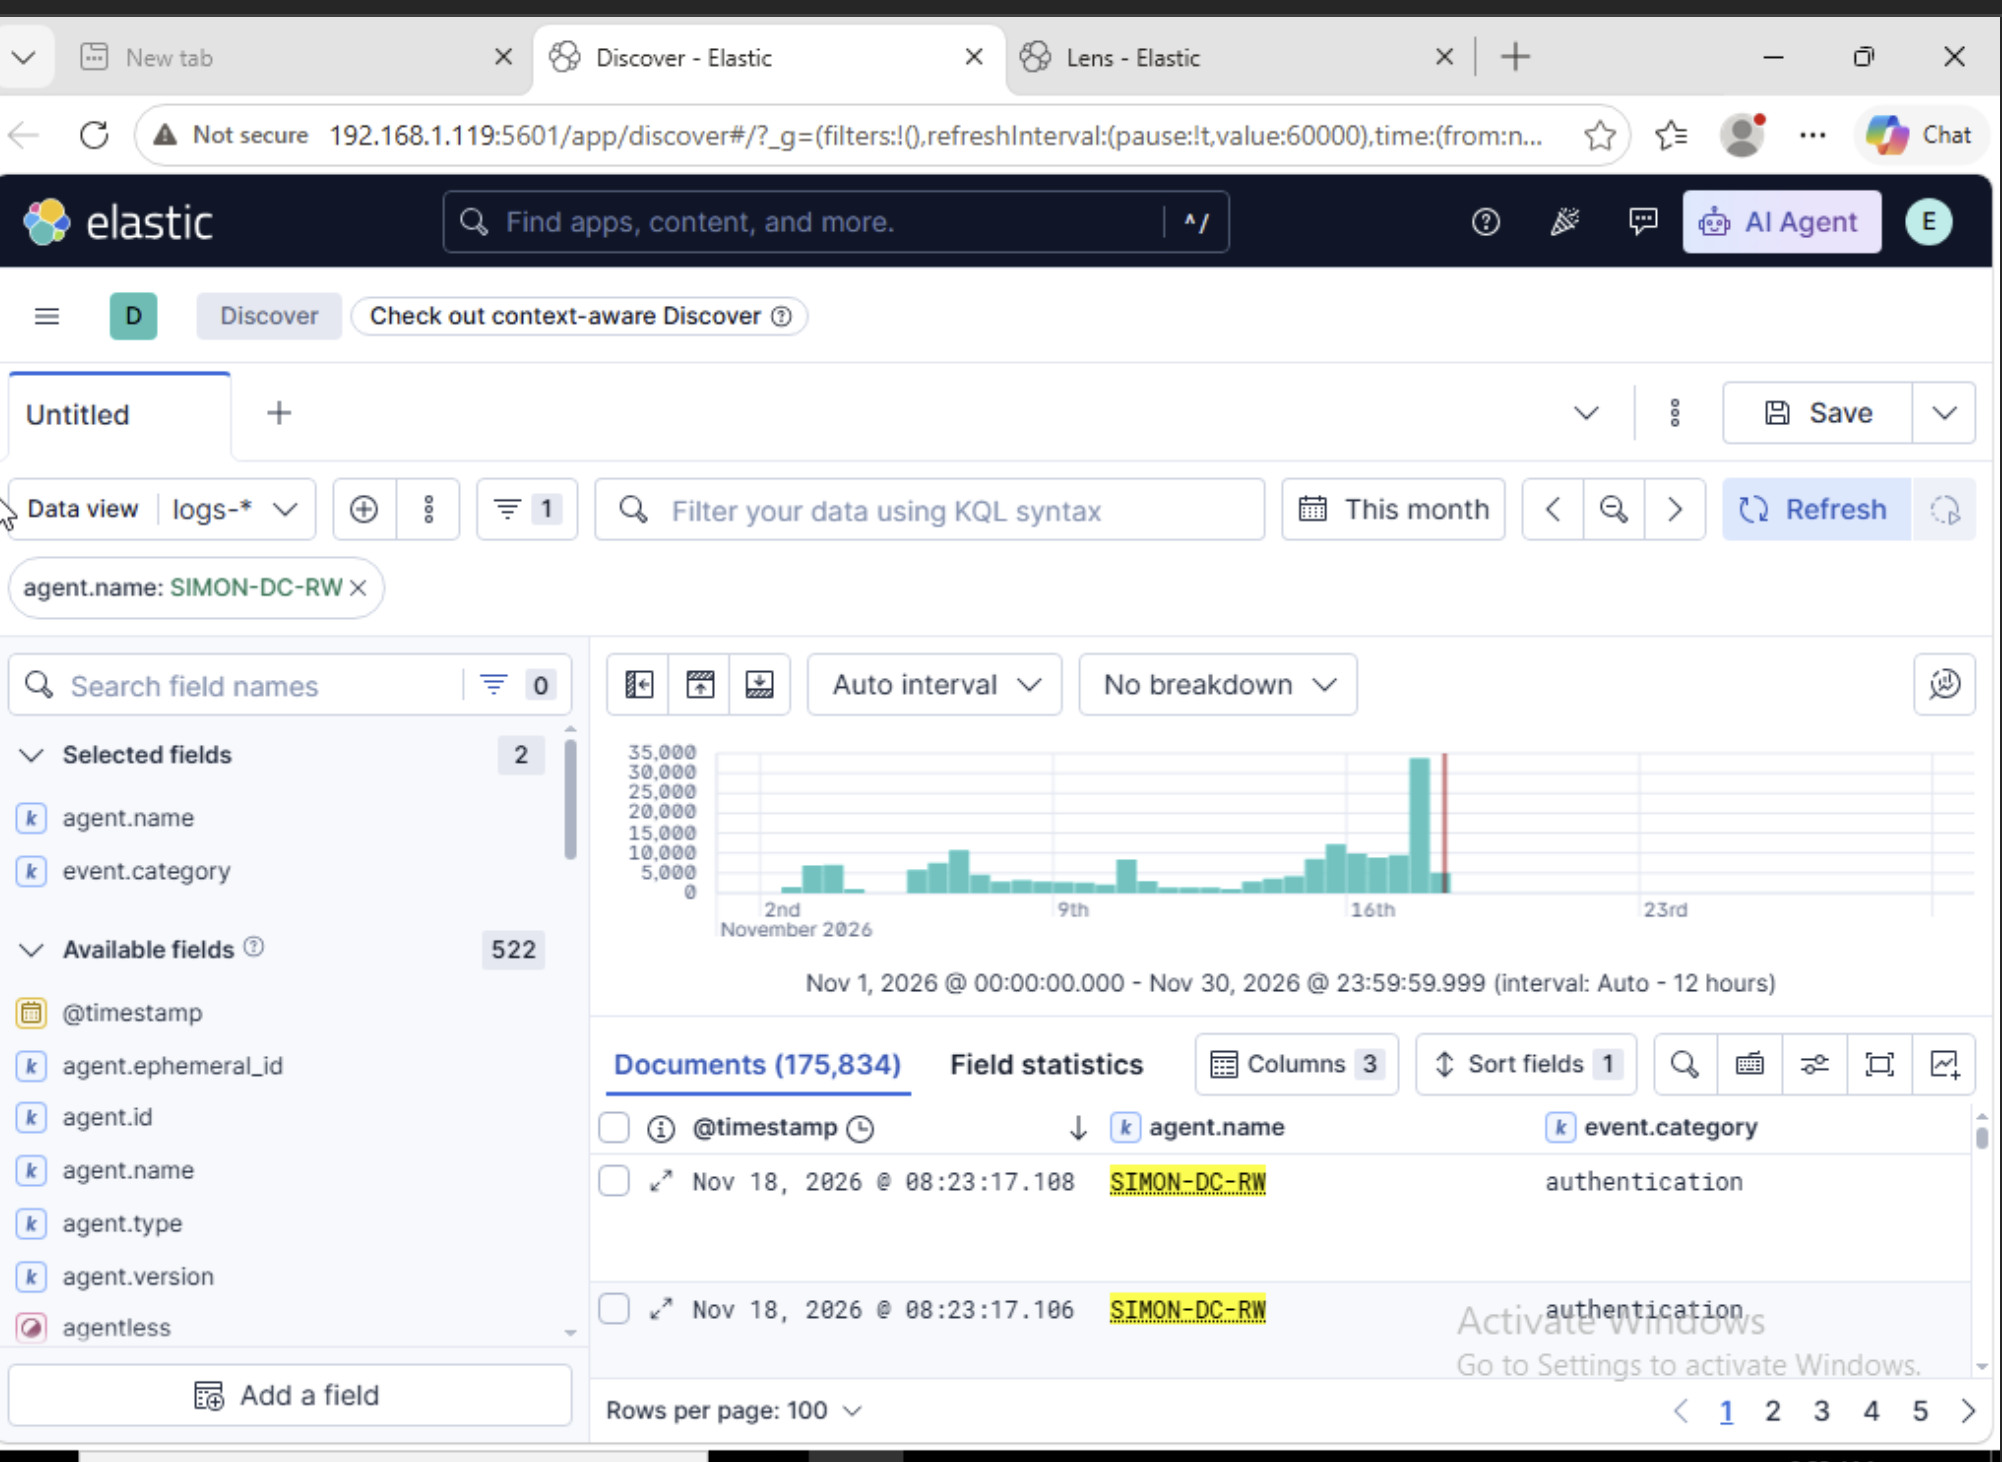 New tab
Discover - Elastic
Lens - Elastic
Not secure 192.168.1.119:5601/app/discover#/?_g=(filters:!(),refreshInterval:(pause:!t,value:60000),time:(from:n...
Chat
elastic
Find apps, content, and more.
^/
AI Agent
E
D
Discover
Check out context-aware Discover
Untitled
Save
Data view
logs-*
1
Filter your data using KQL syntax
This month
Refresh
agent.name: SIMON-DC-RW
Search field names
0
Auto interval
No breakdown
Selected fields
2
k agent.name
k event.category
Available fields
522
@timestamp
k agent.ephemeral_id
k agent.id
k agent.name
k agent.type
k agent.version
agentless
Add a field
35,000
30,000
25,000
20,000
15,000
10,000
5,000
0
2nd
9th
16th
23rd
November 2026
Nov 1, 2026 @ 00:00:00.000 - Nov 30, 2026 @ 23:59:59.999 (interval: Auto - 12 hours)
Documents (175,834)
Field statistics
Columns 3
Sort fields 1
@timestamp
k agent.name
k event.category
Nov 18, 2026 @ 08:23:17.108 SIMON-DC-RW authentication
Nov 18, 2026 @ 08:23:17.106 SIMON-DC-RW authentication
Activate Windows
Go to Settings to activate Windows.
Rows per page: 100
1 2 3 4 5